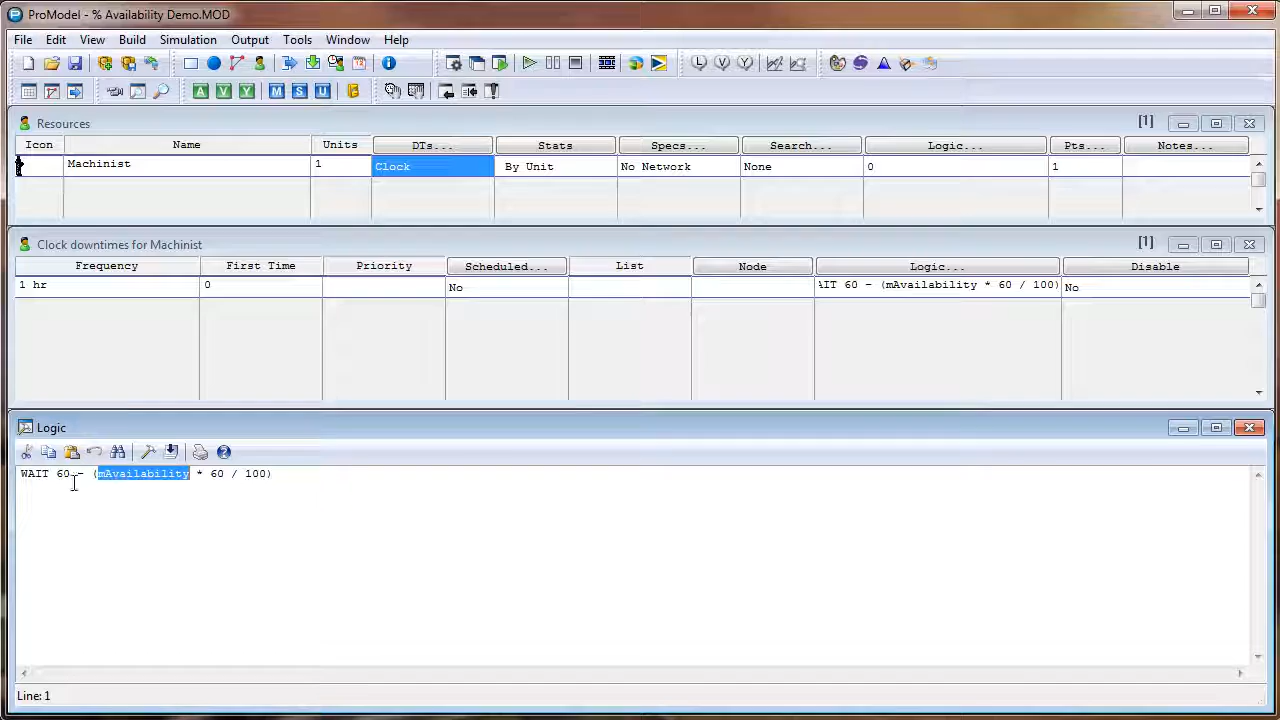 ProModel - % Availability Demo.MOD
File Edit View Build Simulation Output Tools Window Help
Resources [1]
Icon Name Units DTs... Stats Specs... Search... Logic... Pts... Notes...
Machinist 1 Clock By Unit No Network None 0 1
Clock downtimes for Machinist [1]
Frequency First Time Priority Scheduled... List Node Logic... Disable
1 hr 0 No AIT 60 - (mAvailability * 60 / 100) No
Logic
WAIT 60 - (mAvailability * 60 / 100)
Line: 1